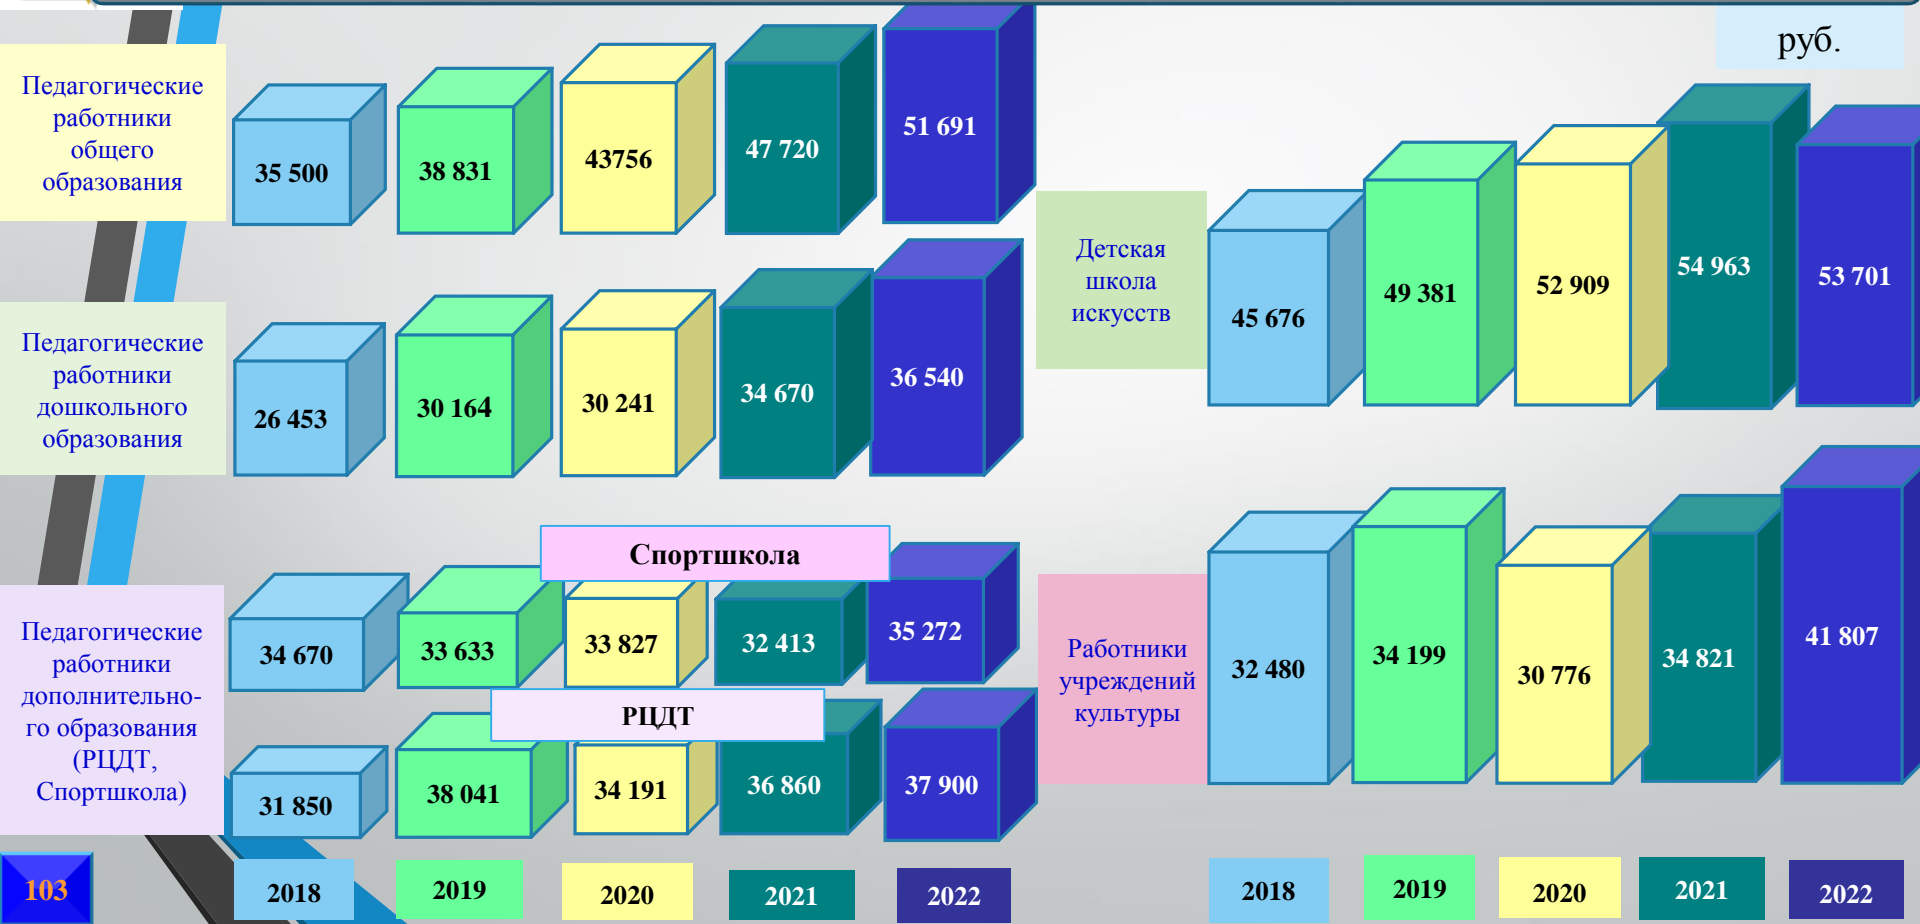 руб.
Педагогические
работники
общего
образования
35 500
38 831
43756
47 720
51 691
Педагогические
работники
дошкольного
образования
26 453
30 164
30 241
34 670
36 540
Педагогические
работники
дополнительно-
го образования
(РЦДТ,
Спортшкола)
Спортшкола
34 670
33 633
33 827
32 413
35 272
РЦДТ
31 850
38 041
34 191
36 860
37 900
Детская
школа
искусств
45 676
49 381
52 909
54 963
53 701
Работники
учреждений
культуры
32 480
34 199
30 776
34 821
41 807
103
2018
2019
2020
2021
2022
2018
2019
2020
2021
2022